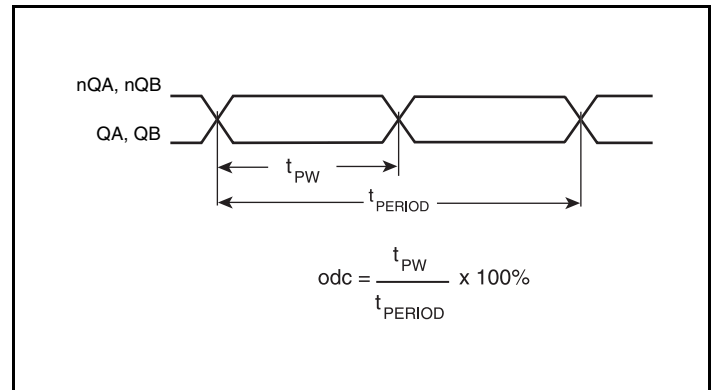 nQA, nQB
QA, QB
tPW
tPERIOD
odc = tPW / tPERIOD x 100%